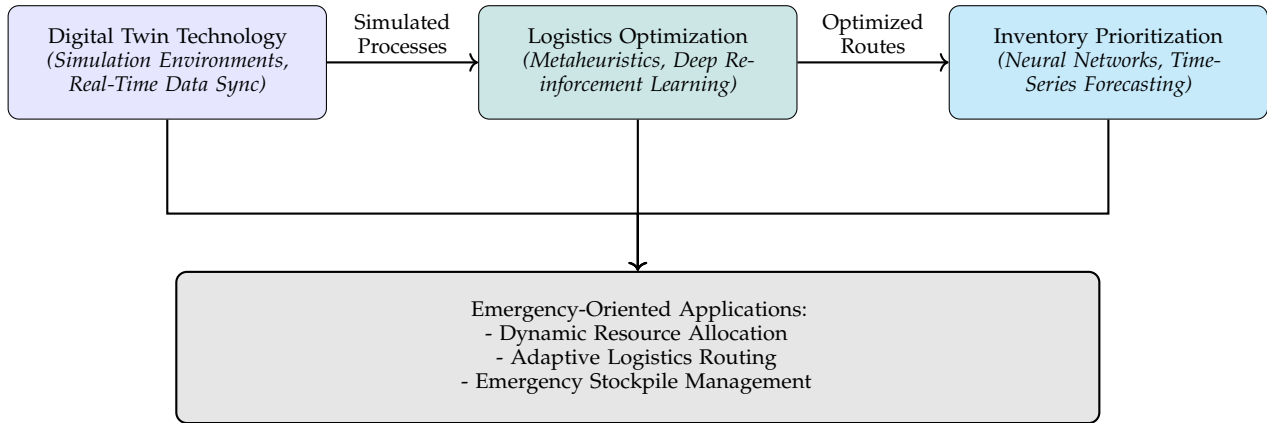 Digital Twin Technology
(Simulation Environments,
Real-Time Data Sync)
Simulated
Processes
Logistics Optimization
(Metaheuristics, Deep Re-
inforcement Learning)
Optimized
Routes
Inventory Prioritization
(Neural Networks, Time-
Series Forecasting)
Emergency-Oriented Applications:
- Dynamic Resource Allocation
- Adaptive Logistics Routing
- Emergency Stockpile Management